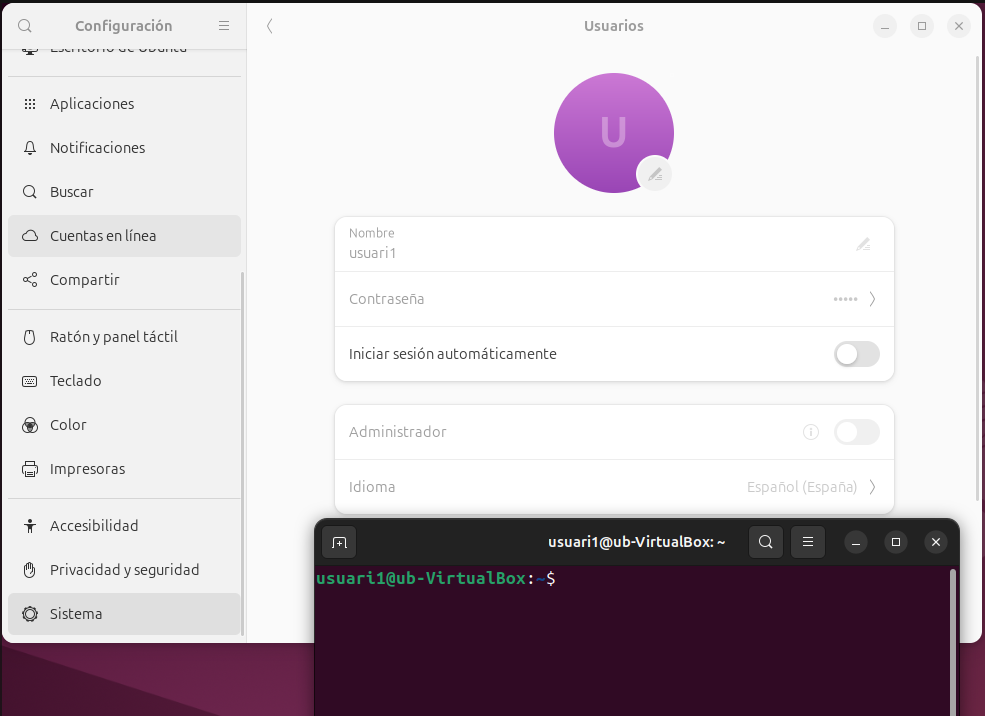 Configuración
Usuarios
Escritorio de Ubuntu
Aplicaciones
Notificaciones
Buscar
Cuentas en línea
Compartir
Ratón y panel táctil
Teclado
Color
Impresoras
Accesibilidad
Privacidad y seguridad
Sistema
U
Nombre
usuari1
Contraseña •••••
Iniciar sesión automáticamente
Administrador
Idioma Español (España)
usuari1@ub-VirtualBox: ~
usuari1@ub-VirtualBox:~$